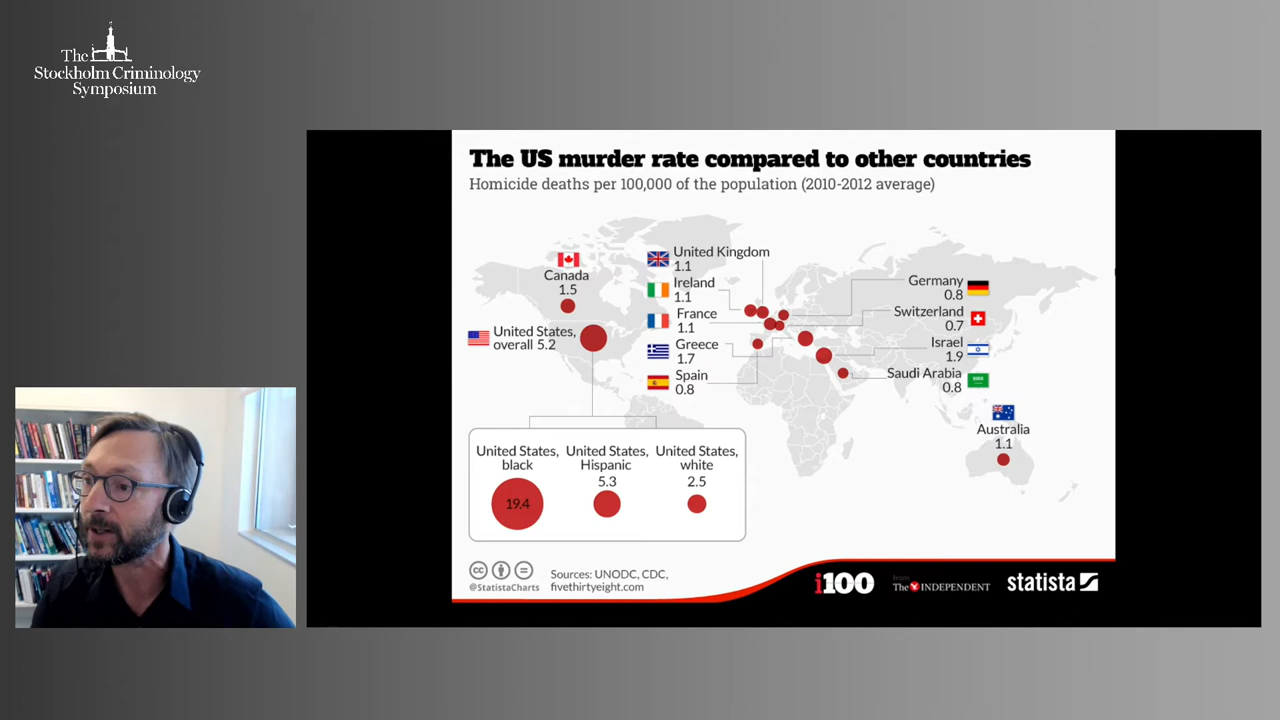 The
Stockholm Criminology
Symposium
The US murder rate compared to other countries
Homicide deaths per 100,000 of the population (2010-2012 average)
Canada
1.5
United States,
overall 5.2
United Kingdom
1.1
Ireland
1.1
France
1.1
Greece
1.7
Spain
0.8
Germany
0.8
Switzerland
0.7
Israel
1.9
Saudi Arabia
0.8
Australia
1.1
United States,
black
19.4
United States,
Hispanic
5.3
United States,
white
2.5
@StatistaCharts
Sources: UNODC, CDC,
fivethirtyeight.com
i100
from
The INDEPENDENT
statista